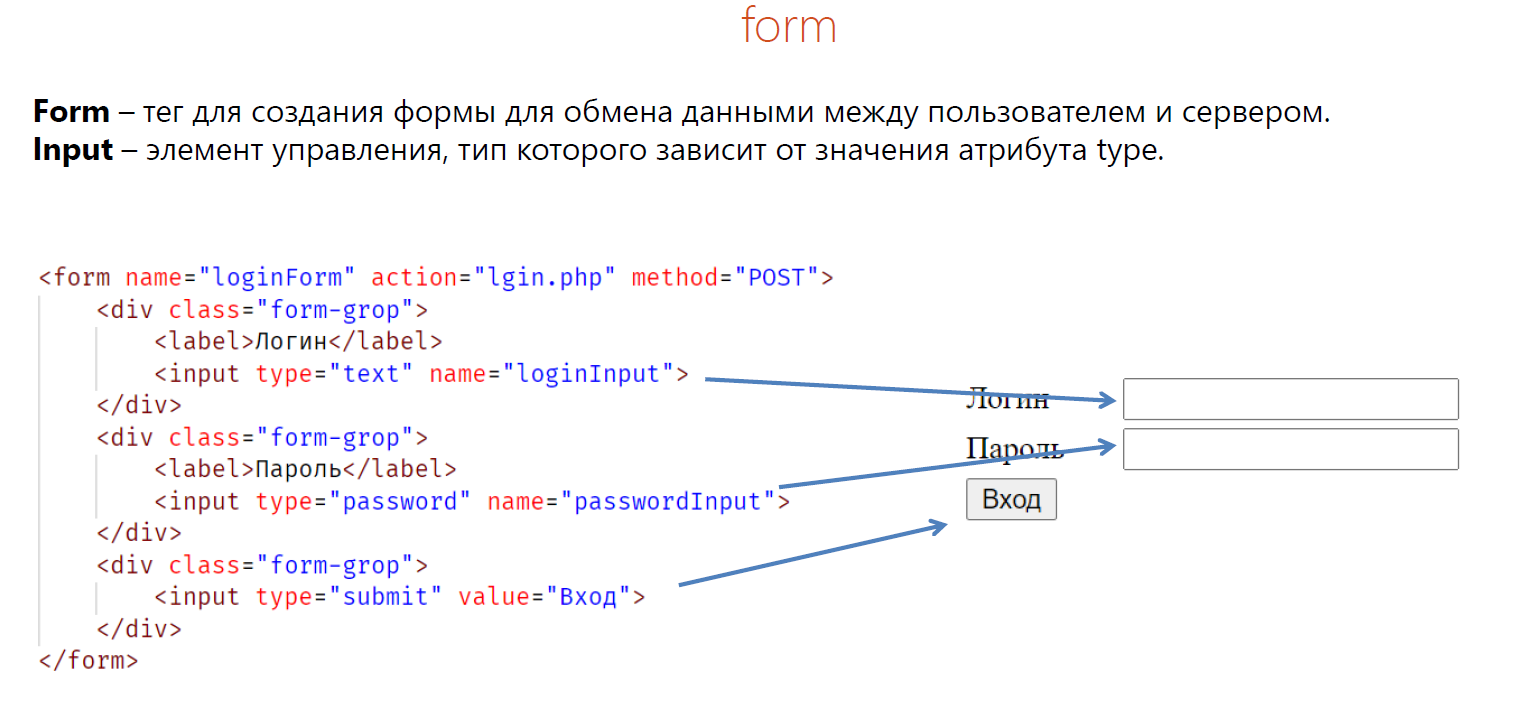 form
Form – тег для создания формы для обмена данными между пользователем и сервером.
Input – элемент управления, тип которого зависит от значения атрибута type.
<form name="loginForm" action="lgin.php" method="POST">
<div class="form-grop">
<label>Логин</label>
<input type="text" name="loginInput">
</div>
<div class="form-grop">
<label>Пароль</label>
<input type="password" name="passwordInput">
</div>
<div class="form-grop">
<input type="submit" value="Вход">
</div>
</form>
Логин
Пароль
Вход